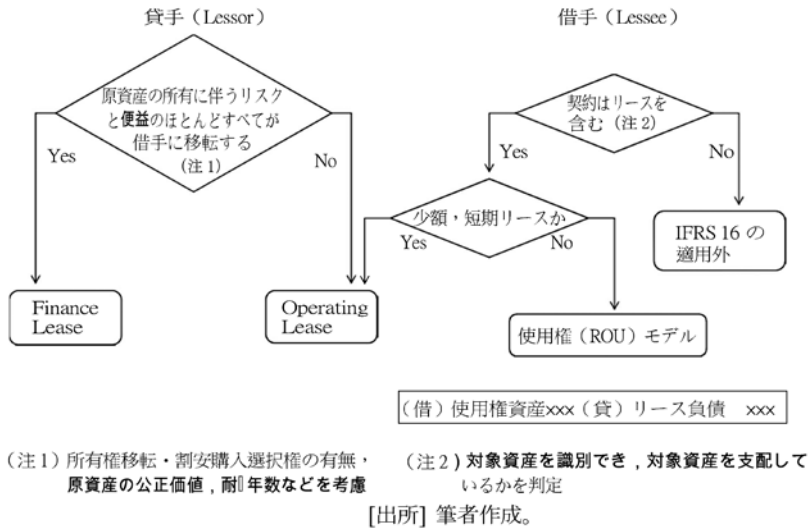 貸手（Lessor）
原資産の所有に伴うリスク
と便益のほとんどすべてが
借手に移転する
（注1）
Yes
No
Finance
Lease
Operating
Lease
借手（Lessee）
契約はリースを
含む（注2）
Yes
No
少額，短期リースか
Yes
No
IFRS 16 の
適用外
使用権（ROU）モデル
（借）使用権資産xxx（貸）リース負債　xxx
（注1）所有権移転・割安購入選択権の有無，
原資産の公正価値，耐年数などを考慮
（注2）対象資産を識別でき，対象資産を支配して
いるかを判定
[出所] 筆者作成。